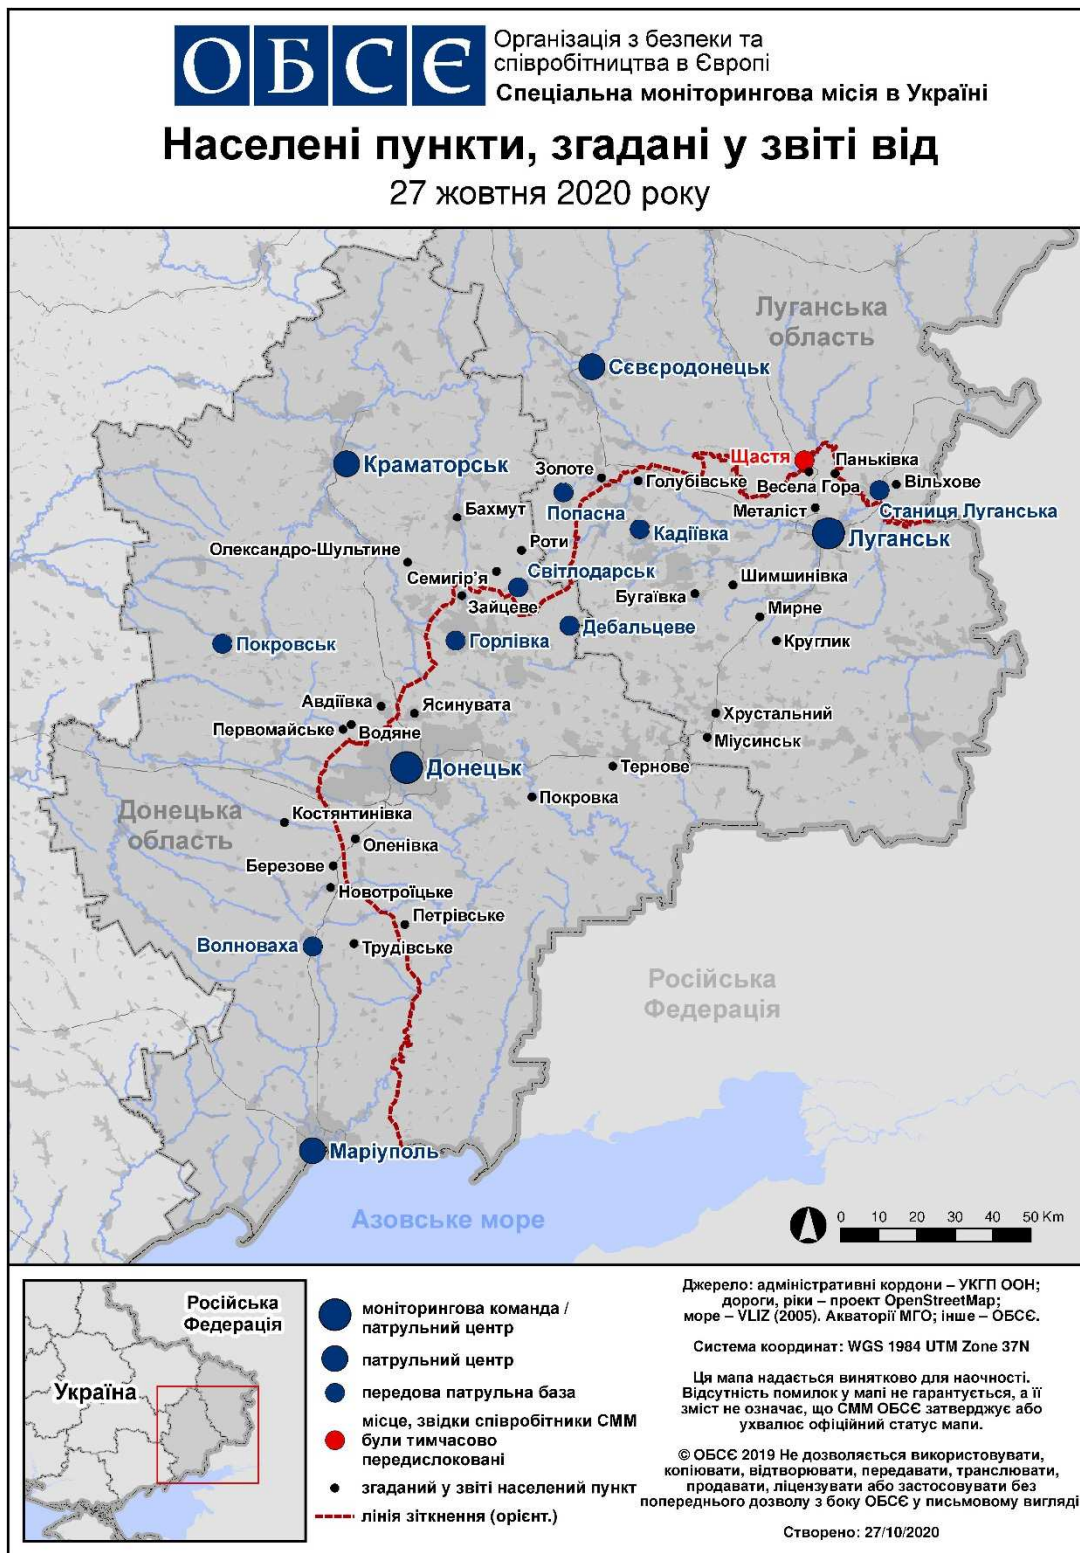 ОБСЄ
Організація з безпеки та
співробітництва в Європі
Спеціальна моніторингова місія в Україні
Населені пункти, згадані у звіті від
27 жовтня 2020 року
Луганська
область
Сєвєродонецьк
Краматорськ
Щастя
Золоте
Голубівське
Весела Гора
Паньківка
Вільхове
Станиця Луганська
Металіст
Луганськ
Попасна
Кадіївка
Бахмут
Роти
Олександро-Шультине
Семигір'я
Світлодарськ
Зайцеве
Шимшинівка
Бугаївка
Мирне
Круглик
Дебальцеве
Горлівка
Покровськ
Авдіївка
Ясинувата
Первомайське
Водяне
Хрустальний
Міусинськ
Донецьк
Тернове
Покровка
Донецька
область
Костянтинівка
Оленівка
Березове
Новотроїцьке
Петрівське
Волноваха
Трудівське
Російська
Федерація
Маріуполь
Азовське море
0 10 20 30 40 50 Км
Російська
Федерація
Україна
моніторингова команда /
патрульний центр
патрульний центр
передова патрульна база
місце, звідки співробітники СММ
були тимчасово
передислоковані
згаданий у звіті населений пункт
лінія зіткнення (орієнт.)
Джерело: адміністративні кордони – УКГП ООН;
дороги, ріки – проект OpenStreetMap;
море – VLIZ (2005). Акваторії МГО; інше – ОБСЄ.
Система координат: WGS 1984 UTM Zone 37N
Ця мапа надається винятково для наочності.
Відсутність помилок у мапі не гарантується, а її
зміст не означає, що СММ ОБСЄ затверджує або
ухвалює офіційний статус мапи.
© ОБСЄ 2019 Не дозволяється використовувати,
копіювати, відтворювати, передавати, транслювати,
продавати, ліцензувати або застосовувати без
попереднього дозволу з боку ОБСЄ у письмовому вигляді
Створено: 27/10/2020